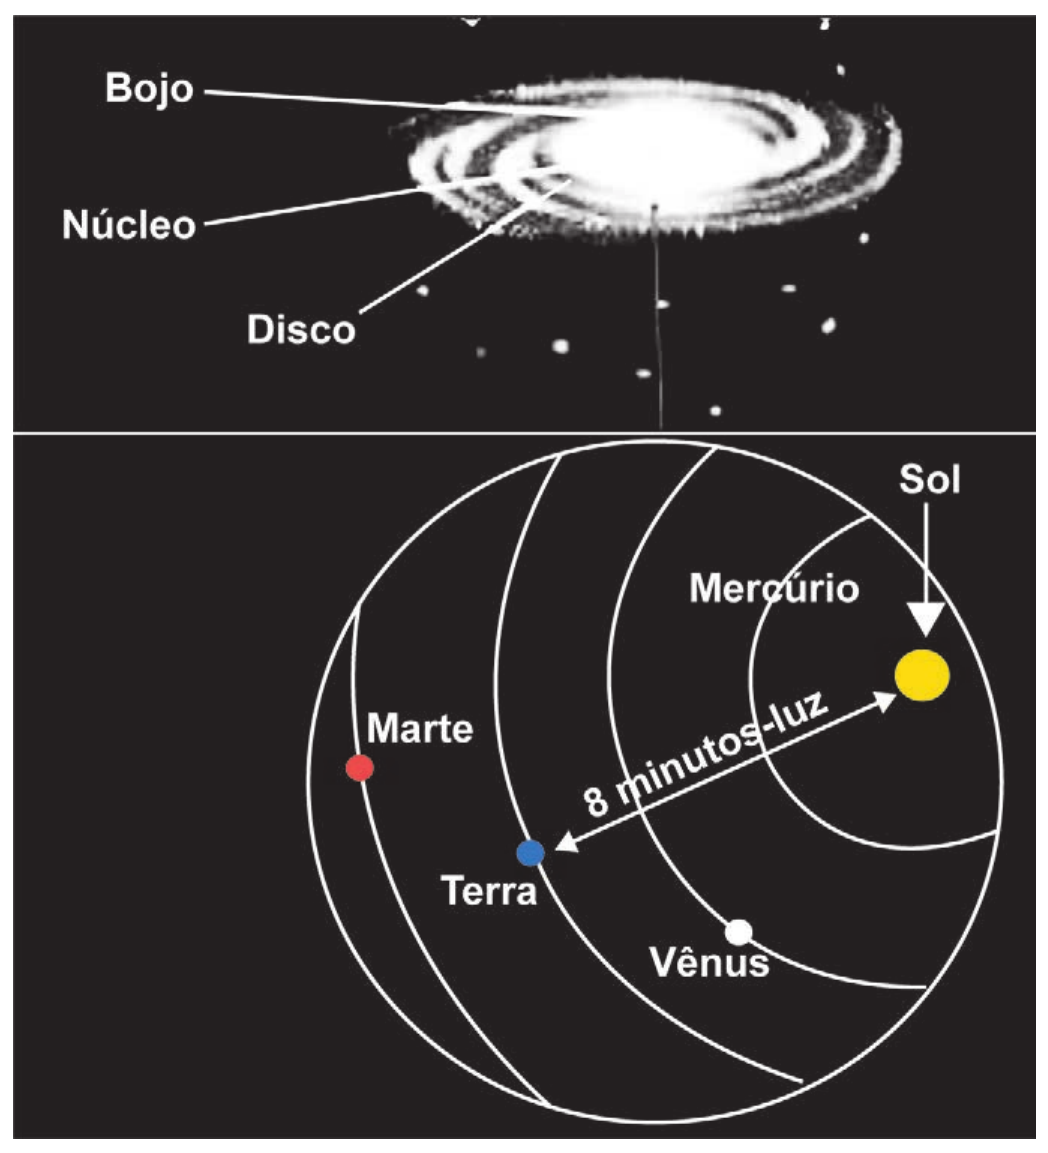 Bojo
Núcleo
Disco
Sol
Mercúrio
8 minutos-luz
Marte
Terra
Vênus